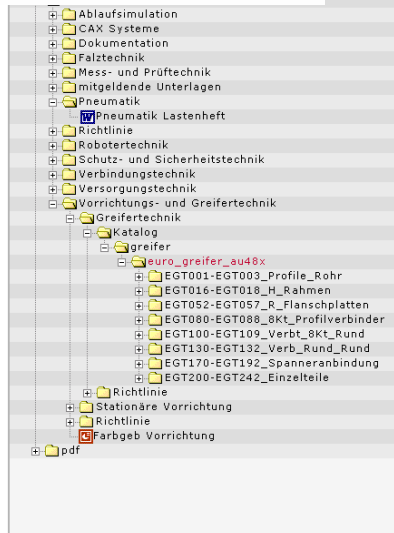 Ablaufsimulation
CAX Systeme
Dokumentation
Falztechnik
Mess- und Prüftechnik
mitgeldende Unterlagen
Pneumatik
Pneumatik Lastenheft
Richtlinie
Robotertechnik
Schutz- und Sicherheitstechnik
Verbindungstechnik
Versorgungstechnik
Vorrichtungs- und Greifertechnik
Greifertechnik
Katalog
greifer
euro_greifer_au48x
EGT001-EGT003_Profile_Rohr
EGT016-EGT018_H_Rahmen
EGT052-EGT057_R_Flanschplatten
EGT080-EGT088_8Kt_Profilverbinder
EGT100-EGT109_Verbt_8Kt_Rund
EGT130-EGT132_Verb_Rund_Rund
EGT170-EGT192_Spanneranbindung
EGT200-EGT242_Einzelteile
Richtlinie
Stationäre Vorrichtung
Richtlinie
Farbgeb Vorrichtung
pdf